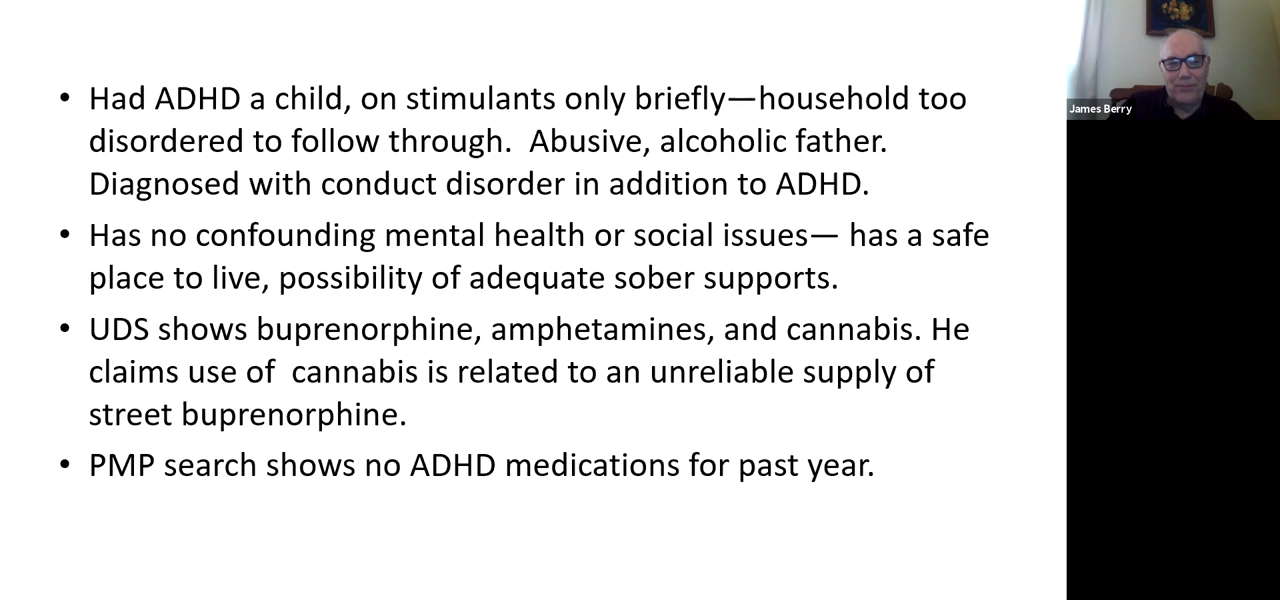 • Had ADHD a child, on stimulants only briefly—household too
disordered to follow through.  Abusive, alcoholic father.
Diagnosed with conduct disorder in addition to ADHD.
• Has no confounding mental health or social issues— has a safe
place to live, possibility of adequate sober supports.
• UDS shows buprenorphine, amphetamines, and cannabis. He
claims use of  cannabis is related to an unreliable supply of
street buprenorphine.
• PMP search shows no ADHD medications for past year.
James Berry